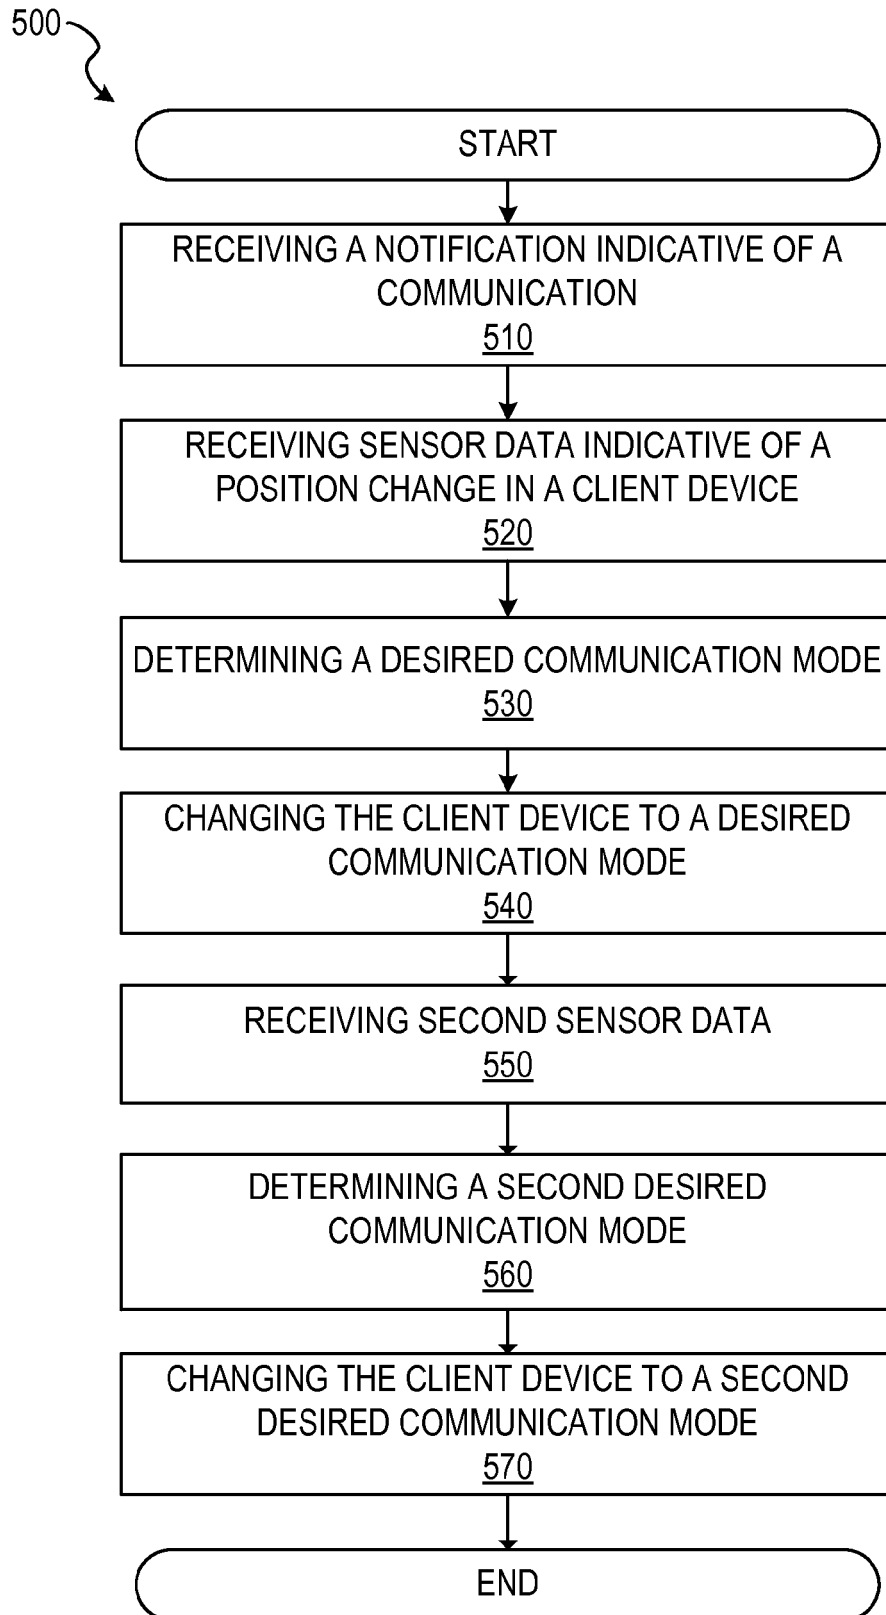 500
START
RECEIVING A NOTIFICATION INDICATIVE OF A
COMMUNICATION
510
RECEIVING SENSOR DATA INDICATIVE OF A
POSITION CHANGE IN A CLIENT DEVICE
520
DETERMINING A DESIRED COMMUNICATION MODE
530
CHANGING THE CLIENT DEVICE TO A DESIRED
COMMUNICATION MODE
540
RECEIVING SECOND SENSOR DATA
550
DETERMINING A SECOND DESIRED
COMMUNICATION MODE
560
CHANGING THE CLIENT DEVICE TO A SECOND
DESIRED COMMUNICATION MODE
570
END